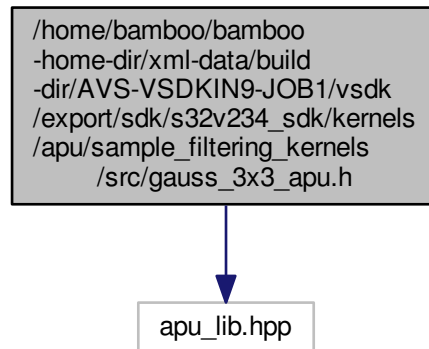 /home/bamboo/bamboo
-home-dir/xml-data/build
-dir/AVS-VSDKIN9-JOB1/vsdk
/export/sdk/s32v234_sdk/kernels
/apu/sample_filtering_kernels
/src/gauss_3x3_apu.h
apu_lib.hpp